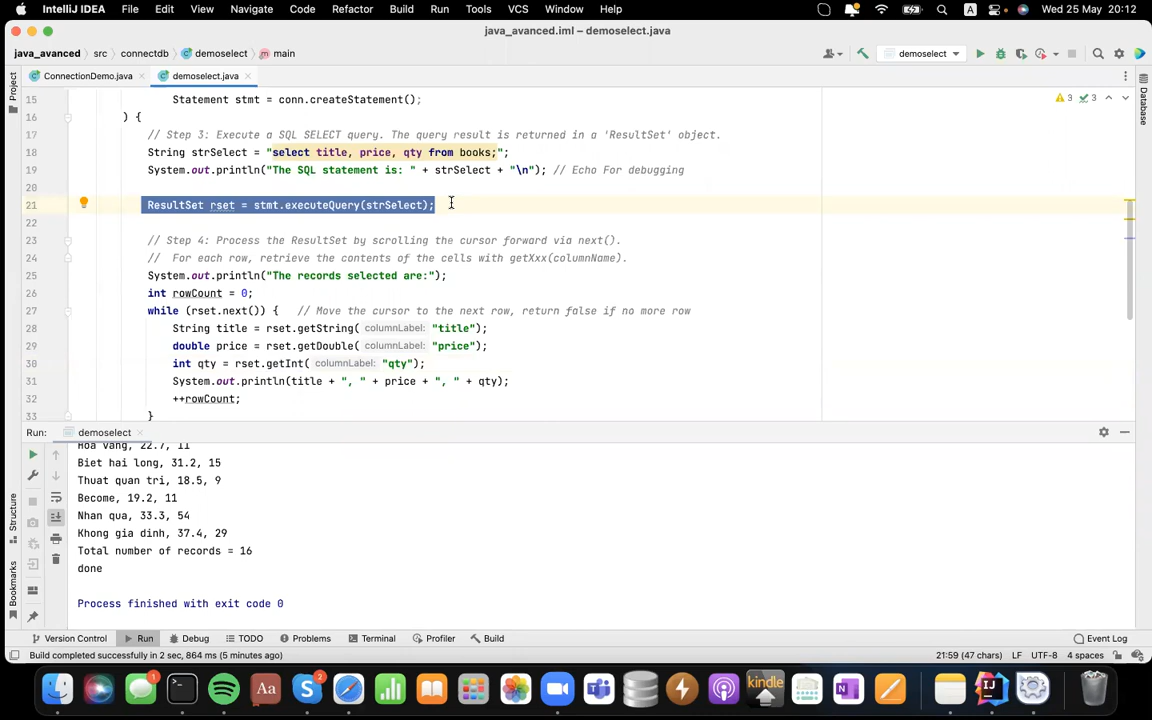 IntelliJ IDEA File Edit View Navigate Code Refactor Build Run Tools VCS Window Help A Wed 25 May 20:12
java_avanced.iml – demoselect.java
java_avanced src connectdb demoselect main demoselect
ConnectionDemo.java demoselect.java
Project
Database
3 3
15 Statement stmt = conn.createStatement();
16 ) {
17 // Step 3: Execute a SQL SELECT query. The query result is returned in a 'ResultSet' object.
18 String strSelect = "select title, price, qty from books;";
19 System.out.println("The SQL statement is: " + strSelect + "\n"); // Echo For debugging
20
21 ResultSet rset = stmt.executeQuery(strSelect);
22
23 // Step 4: Process the ResultSet by scrolling the cursor forward via next().
24 // For each row, retrieve the contents of the cells with getXxx(columnName).
25 System.out.println("The records selected are:");
26 int rowCount = 0;
27 while (rset.next()) { // Move the cursor to the next row, return false if no more row
28 String title = rset.getString( columnLabel: "title");
29 double price = rset.getDouble( columnLabel: "price");
30 int qty = rset.getInt( columnLabel: "qty");
31 System.out.println(title + ", " + price + ", " + qty);
32 ++rowCount;
33 }
Run: demoselect
Hoa vang, 22.7, 11
Biet hai long, 31.2, 15
Thuat quan tri, 18.5, 9
Become, 19.2, 11
Nhan qua, 33.3, 54
Khong gia dinh, 37.4, 29
Total number of records = 16
done
Process finished with exit code 0
Structure
Bookmarks
Version Control Run Debug TODO Problems Terminal Profiler Build Event Log
Build completed successfully in 2 sec, 864 ms (5 minutes ago) 21:59 (47 chars) LF UTF-8 4 spaces
1
2
Aa
kindle
IJ